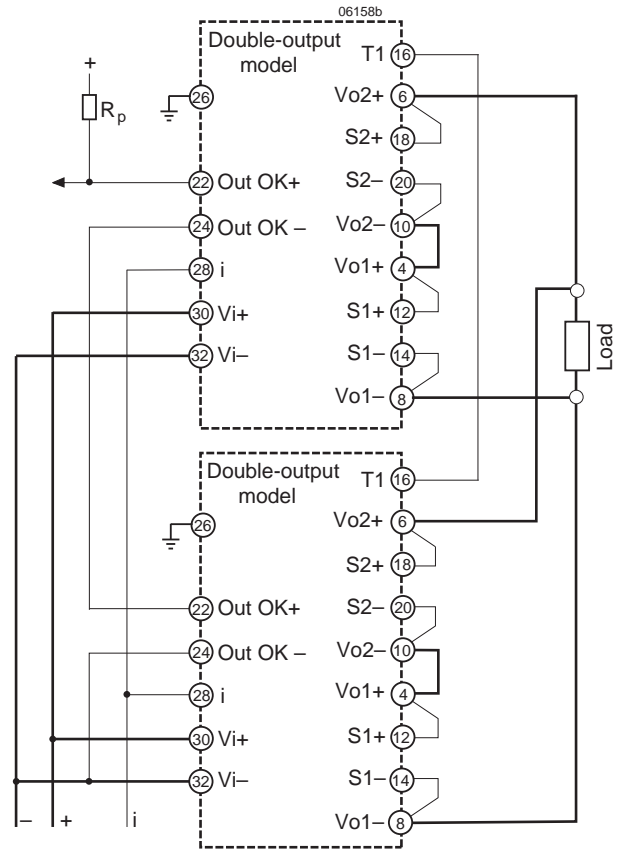 06158b
Double-output
model
T1 16
+
26
Vo2+ 6
Rp
S2+ 18
22 Out OK+
S2– 20
24 Out OK –
Vo2– 10
28 i
Vo1+ 4
30 Vi+
S1+ 12
32 Vi–
S1– 14
Load
Vo1– 8
Double-output
model
T1 16
26
Vo2+ 6
S2+ 18
22 Out OK+
S2– 20
24 Out OK –
Vo2– 10
28 i
Vo1+ 4
30 Vi+
S1+ 12
32 Vi–
S1– 14
– + i
Vo1– 8